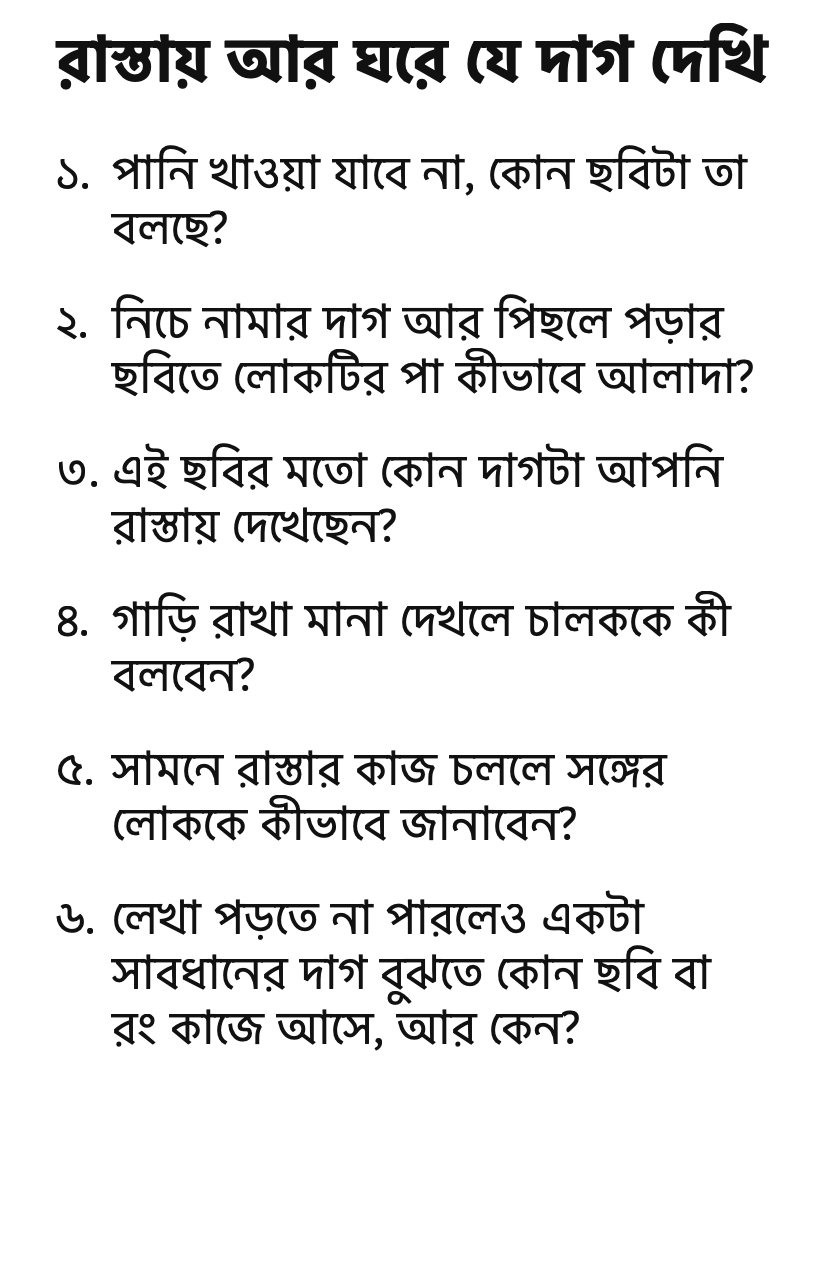 রাস্তায় আর ঘরে যে দাগ দেখি
১. পানি খাওয়া যাবে না, কোন ছবিটা তা
বলছে?
২. নিচে নামার দাগ আর পিছলে পড়ার
ছবিতে লোকটির পা কীভাবে আলাদা?
৩. এই ছবির মতো কোন দাগটা আপনি
রাস্তায় দেখেছেন?
৪. গাড়ি রাখা মানা দেখলে চালককে কী
বলবেন?
৫. সামনে রাস্তার কাজ চললে সঙ্গের
লোককে কীভাবে জানাবেন?
৬. লেখা পড়তে না পারলেও একটা
সাবধানের দাগ বুঝতে কোন ছবি বা
রং কাজে আসে, আর কেন?